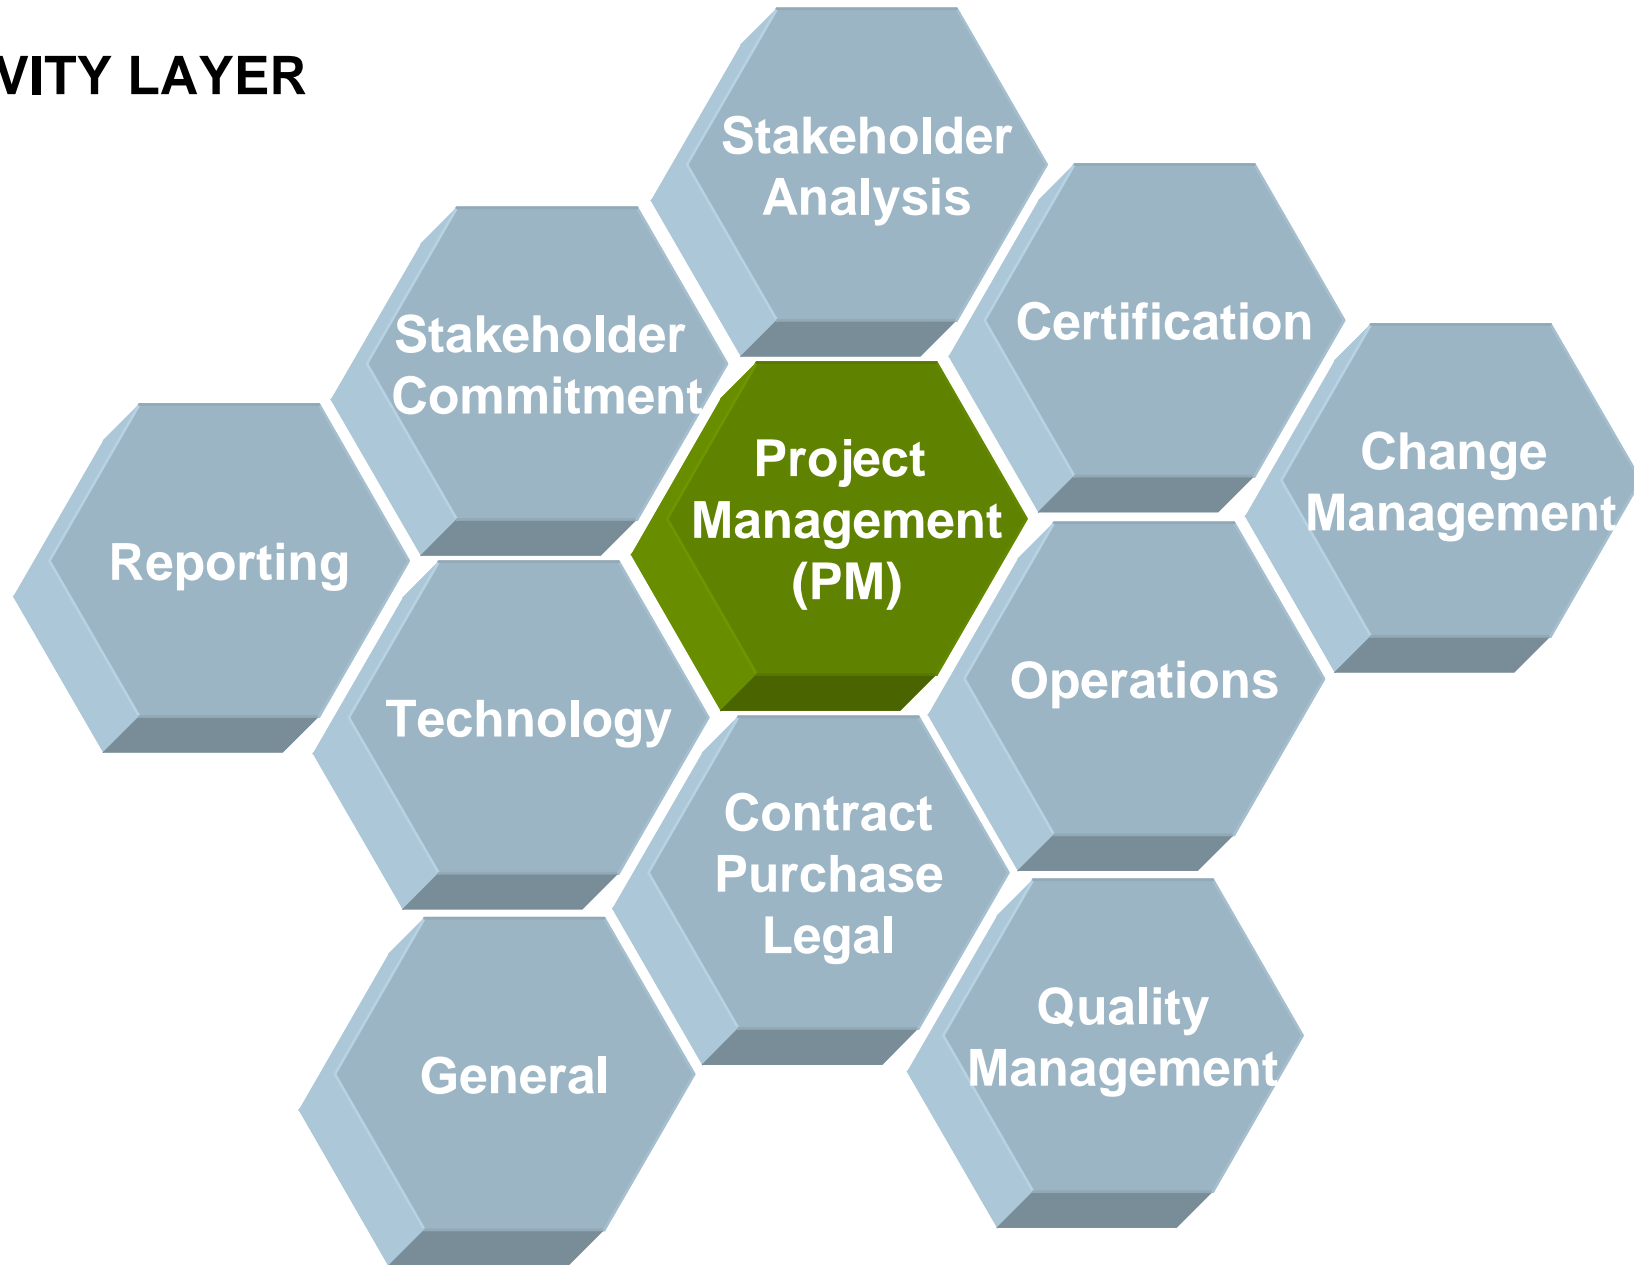 VITY LAYER
Stakeholder
Analysis
Certification
Stakeholder
Commitment
Change
Management
Project
Management
(PM)
Reporting
Operations
Technology
Contract
Purchase
Legal
Quality
Management
General